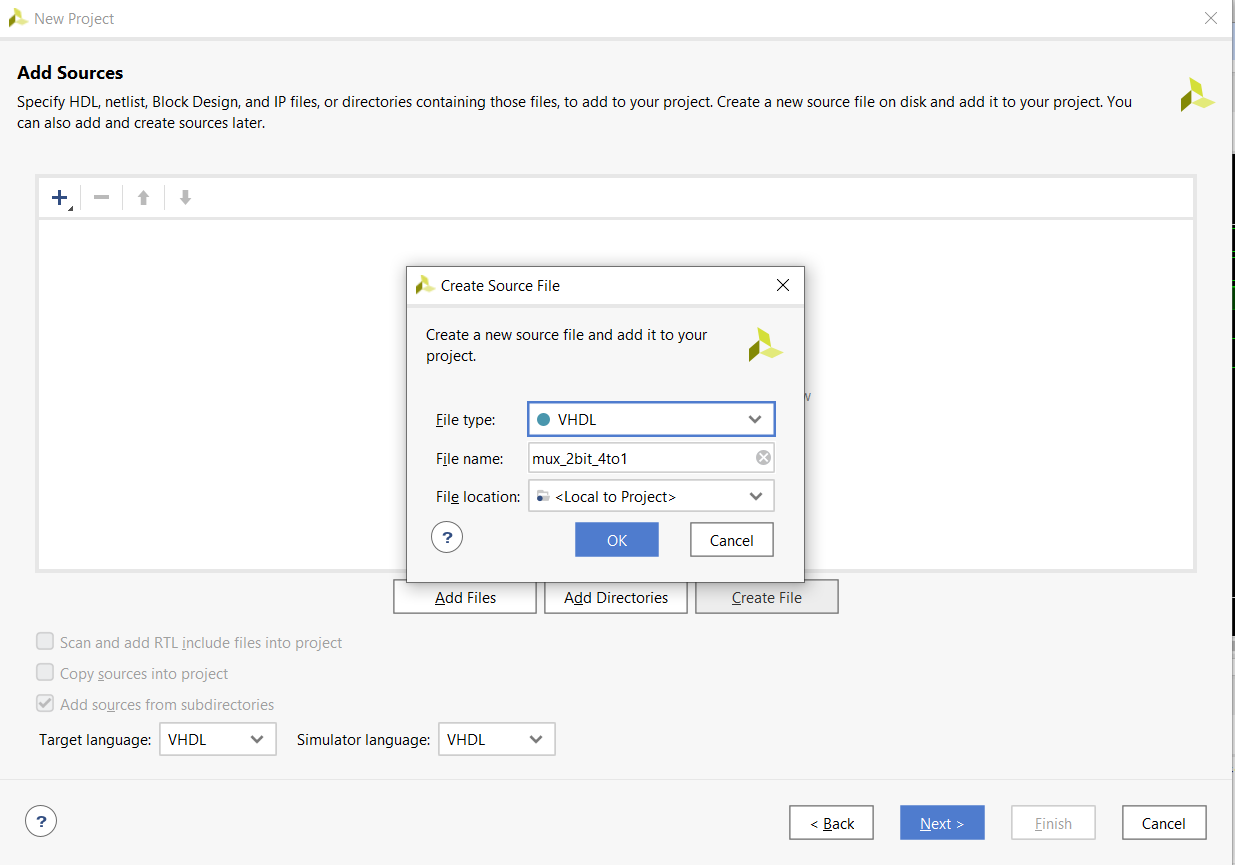 New Project
Add Sources
Specify HDL, netlist, Block Design, and IP files, or directories containing those files, to add to your project. Create a new source file on disk and add it to your project. You
can also add and create sources later.
Create Source File
Create a new source file and add it to your
project.
File type:
VHDL
File name:
mux_2bit_4to1
File location:
<Local to Project>
?
OK
Cancel
Add Files
Add Directories
Create File
Scan and add RTL include files into project
Copy sources into project
Add sources from subdirectories
Target language:
VHDL
Simulator language:
VHDL
?
< Back
Next >
Finish
Cancel